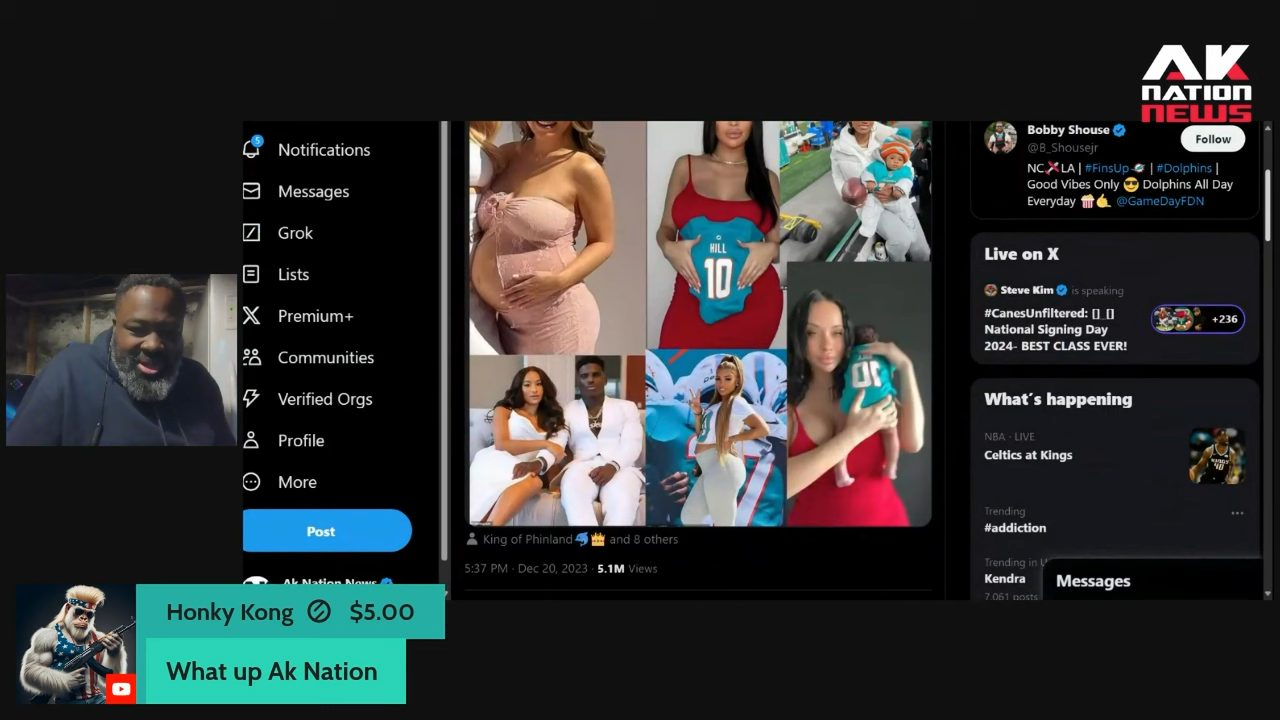 AK
NATION
NEWS
5
Notifications
Messages
Grok
Lists
Premium+
Communities
Verified Orgs
Profile
More
Post
Ak Nation News
HILL
10
10
King of Phinland and 8 others
5:37 PM · Dec 20, 2023 · 5.1M Views
Bobby Shouse
@B_Shousejr
Follow
NC LA | #FinsUp | #Dolphins |
Good Vibes Only Dolphins All Day
Everyday @GameDayFDN
Live on X
Steve Kim is speaking
#CanesUnfiltered: [] _[]
National Signing Day
2024- BEST CLASS EVER!
+236
What's happening
NBA · LIVE
Celtics at Kings
Trending
#addiction
Trending in
Kendra
7,061 posts
Messages
Honky Kong $5.00
What up Ak Nation